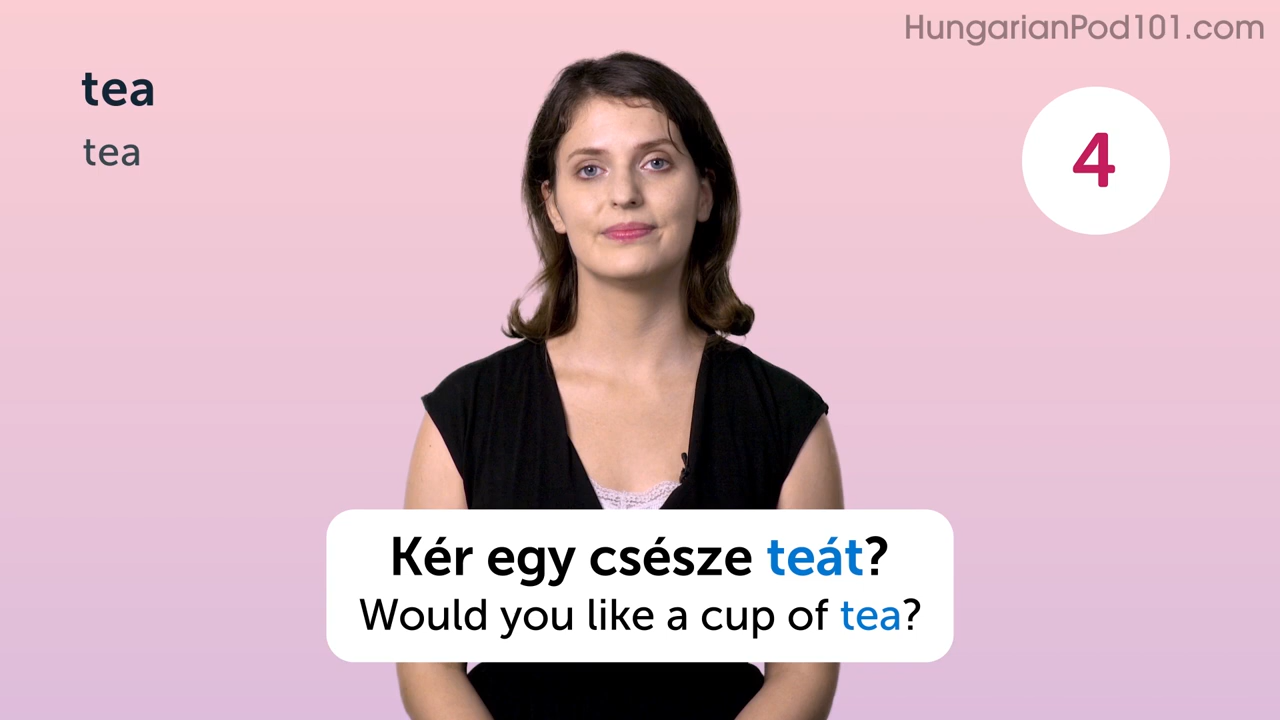 HungarianPod101.com
tea
tea
4
Kér egy csésze teát?
Would you like a cup of tea?